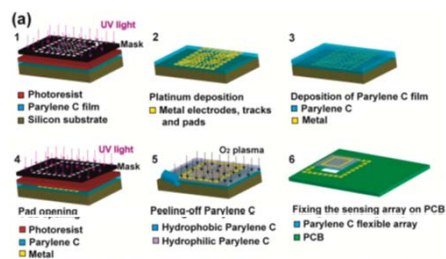 (a)
UV light
1
Mask
Photoresist
Parylene C film
Silicon substrate
2
Platinum deposition
Metal electrodes, tracks
and pads
3
Deposition of Parylene C film
Parylene C
Metal
UV light
4
Mask
Pad opening
Photoresist
Parylene C
Metal
O₂ plasma
5
Peeling-off Parylene C
Hydrophobic Parylene C
Hydrophilic Parylene C
6
Fixing the sensing array on PCB
Parylene C flexible array
PCB